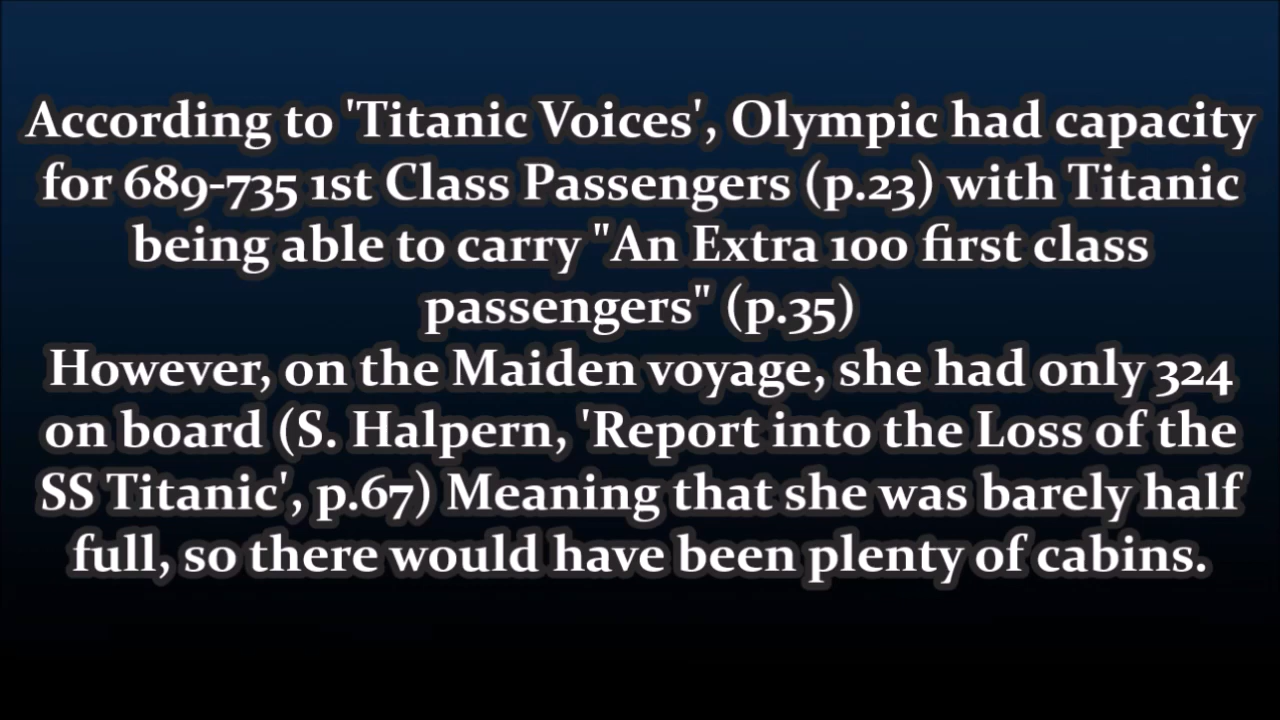 According to 'Titanic Voices', Olympic had capacity
for 689-735 1st Class Passengers (p.23) with Titanic
being able to carry "An Extra 100 first class
passengers" (p.35)
However, on the Maiden voyage, she had only 324
on board (S. Halpern, 'Report into the Loss of the
SS Titanic', p.67) Meaning that she was barely half
full, so there would have been plenty of cabins.